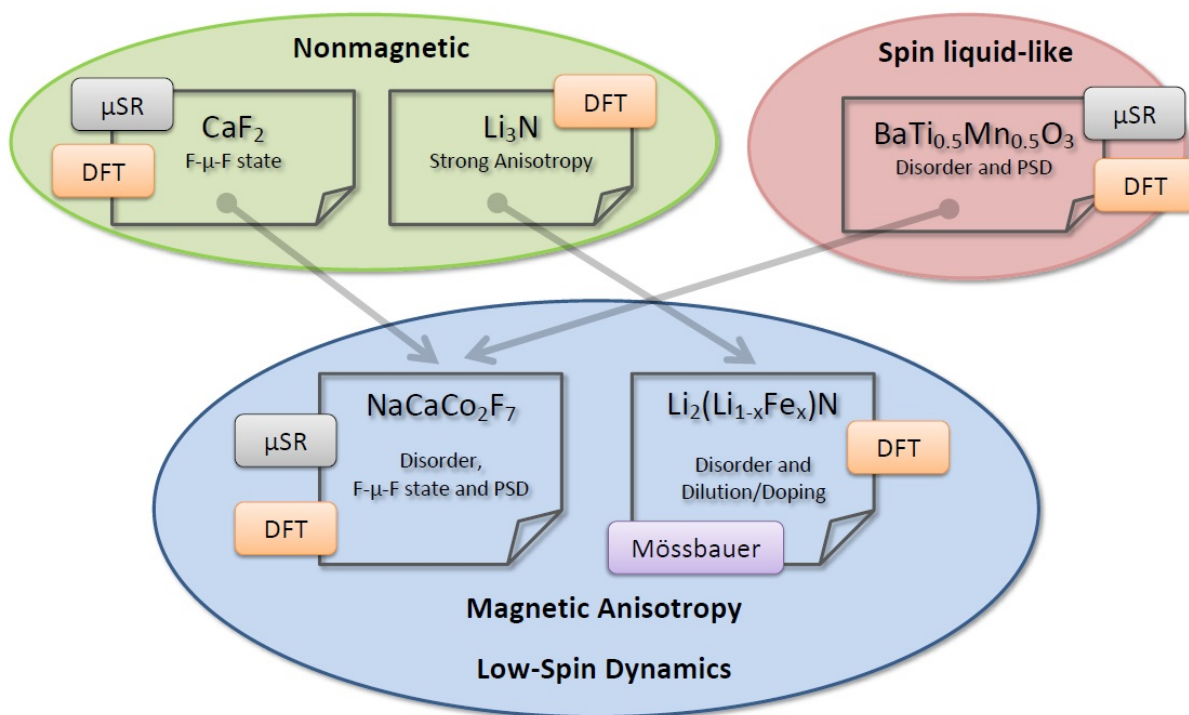 Nonmagnetic
μSR
CaF₂
F-μ-F state
DFT
DFT
Li₃N
Strong Anisotropy
Spin liquid-like
μSR
BaTi₀.₅Mn₀.₅O₃
Disorder and PSD
DFT
NaCaCo₂F₇
μSR
Disorder,
F-μ-F state and PSD
DFT
Li₂(Li₁₋ₓFeₓ)N
DFT
Disorder and
Dilution/Doping
Mössbauer
Magnetic Anisotropy
Low-Spin Dynamics